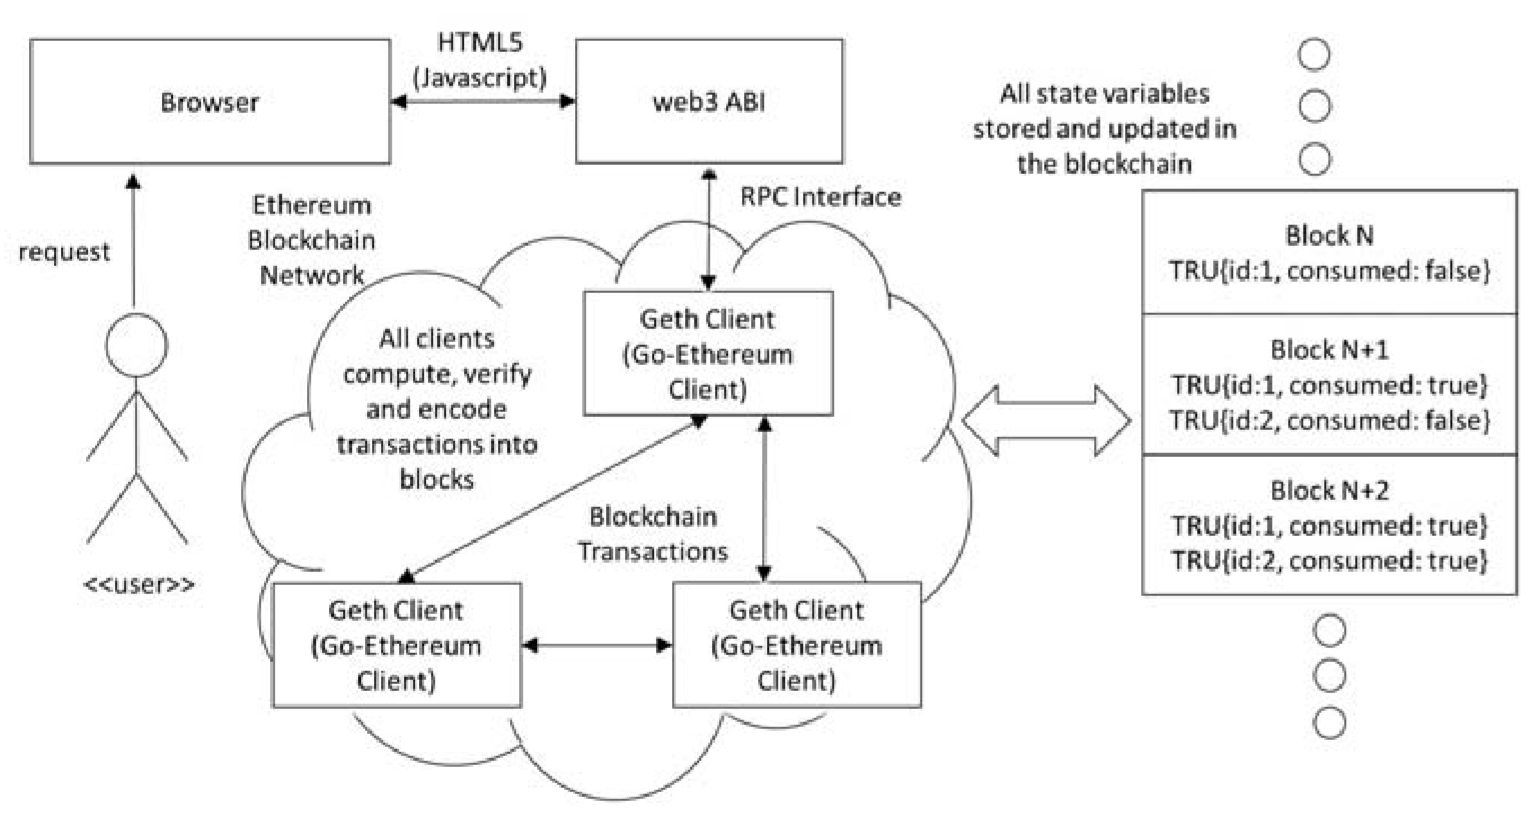 HTML5
(Javascript)
Browser
web3 ABI
All state variables
stored and updated in
the blockchain
RPC Interface
Ethereum
Blockchain
Network
request
Block N
TRU{id:1, consumed: false}
Geth Client
(Go-Ethereum
Client)
All clients
compute, verify
and encode
transactions into
blocks
Block N+1
TRU{id:1, consumed: true}
TRU{id:2, consumed: false}
Block N+2
TRU{id:1, consumed: true}
TRU{id:2, consumed: true}
Blockchain
Transactions
<<user>>
Geth Client
(Go-Ethereum
Client)
Geth Client
(Go-Ethereum
Client)